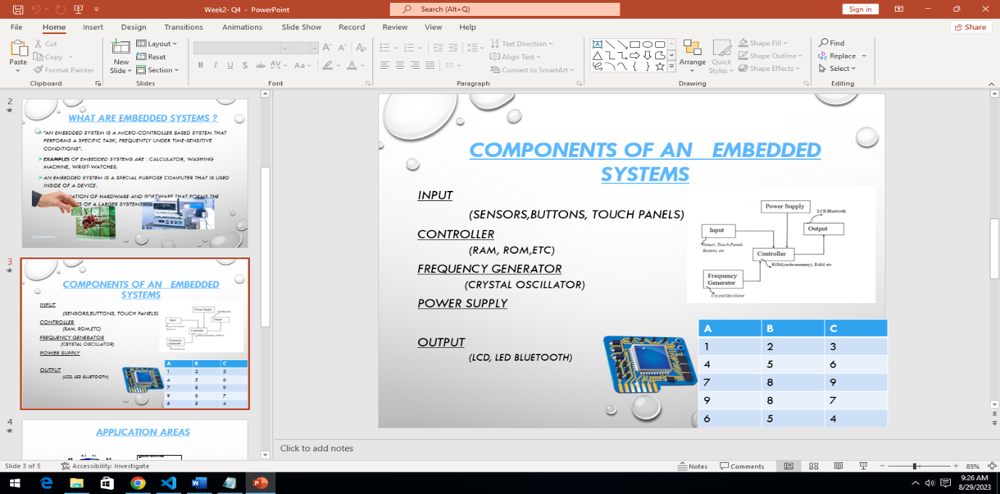 Week2- Q4 - PowerPoint
Search (Alt+Q)
Sign in
File Home Insert Design Transitions Animations Slide Show Record Review View Help
Share
Paste
Cut
Copy
Format Painter
Clipboard
New Slide
Layout
Reset
Section
Slides
B I U S ab AV Aa A
Font
Text Direction
Align Text
Convert to SmartArt
Paragraph
Arrange
Quick Styles
Shape Fill
Shape Outline
Shape Effects
Drawing
Find
Replace
Select
Editing
2
WHAT ARE EMBEDDED SYSTEMS ?
"AN EMBEDDED SYSTEM IS A MICRO-CONTROLLER BASED SYSTEM THAT
PERFORMS A SPECIFIC TASK, FREQUENTLY UNDER TIME-SENSITIVE
CONDITIONS".
EXAMPLES OF EMBEDDED SYSTEMS ARE : CALCULATOR, WASHING
MACHINE, WRIST-WATCHES.
AN EMBEDDED SYSTEM IS A SPECIAL PURPOSE COMPUTER THAT IS USED
INSIDE OF A DEVICE.
OF HARDWARE AND SOFTWARE THAT FORMS THE
OF A LARGER SYSTEMS
3
COMPONENTS OF AN EMBEDDED
SYSTEMS
INPUT
(SENSORS,BUTTONS, TOUCH PANELS)
CONTROLLER
(RAM, ROM,ETC)
FREQUENCY GENERATOR
(CRYSTAL OSCILLATOR)
POWER SUPPLY
OUTPUT
(LCD, LED BLUETOOTH)
Power Supply
Input
Output
Controller
Frequency
Generator
A B C
1 2 3
4 5 6
7 8 9
9 8 7
6 5 4
4
APPLICATION AREAS
COMPONENTS OF AN EMBEDDED
SYSTEMS
INPUT
(SENSORS,BUTTONS, TOUCH PANELS)
CONTROLLER
(RAM, ROM,ETC)
FREQUENCY GENERATOR
(CRYSTAL OSCILLATOR)
POWER SUPPLY
OUTPUT
(LCD, LED BLUETOOTH)
Power Supply
LCD,Bluetooth
Input
Output
Sensor, Touch-Panels
Buttons, etc
Controller
ROM(cache memory), RAM etc
Frequency
Generator
Crystal Oscillator
A B C
1 2 3
4 5 6
7 8 9
9 8 7
6 5 4
Click to add notes
Slide 3 of 5
Accessibility: Investigate
Notes
Comments
85%
9:26 AM
8/29/2023